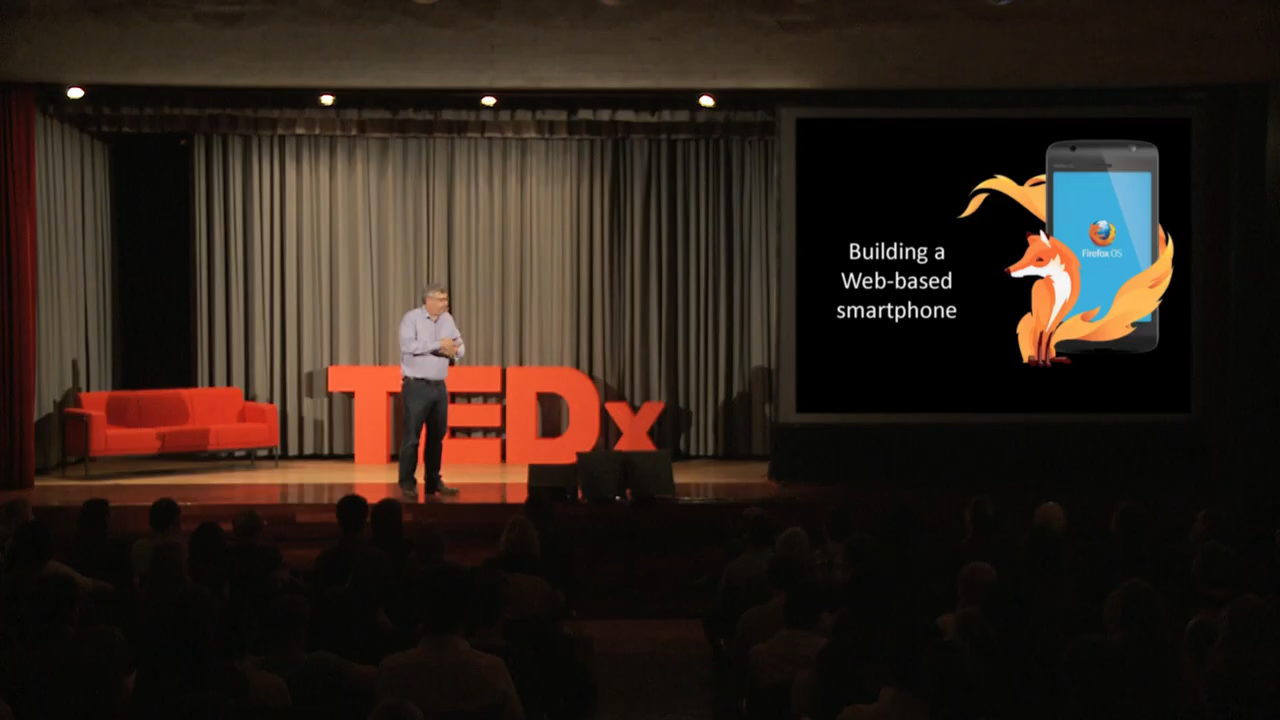 TEDx
Building a
Web-based
smartphone
Firefox OS